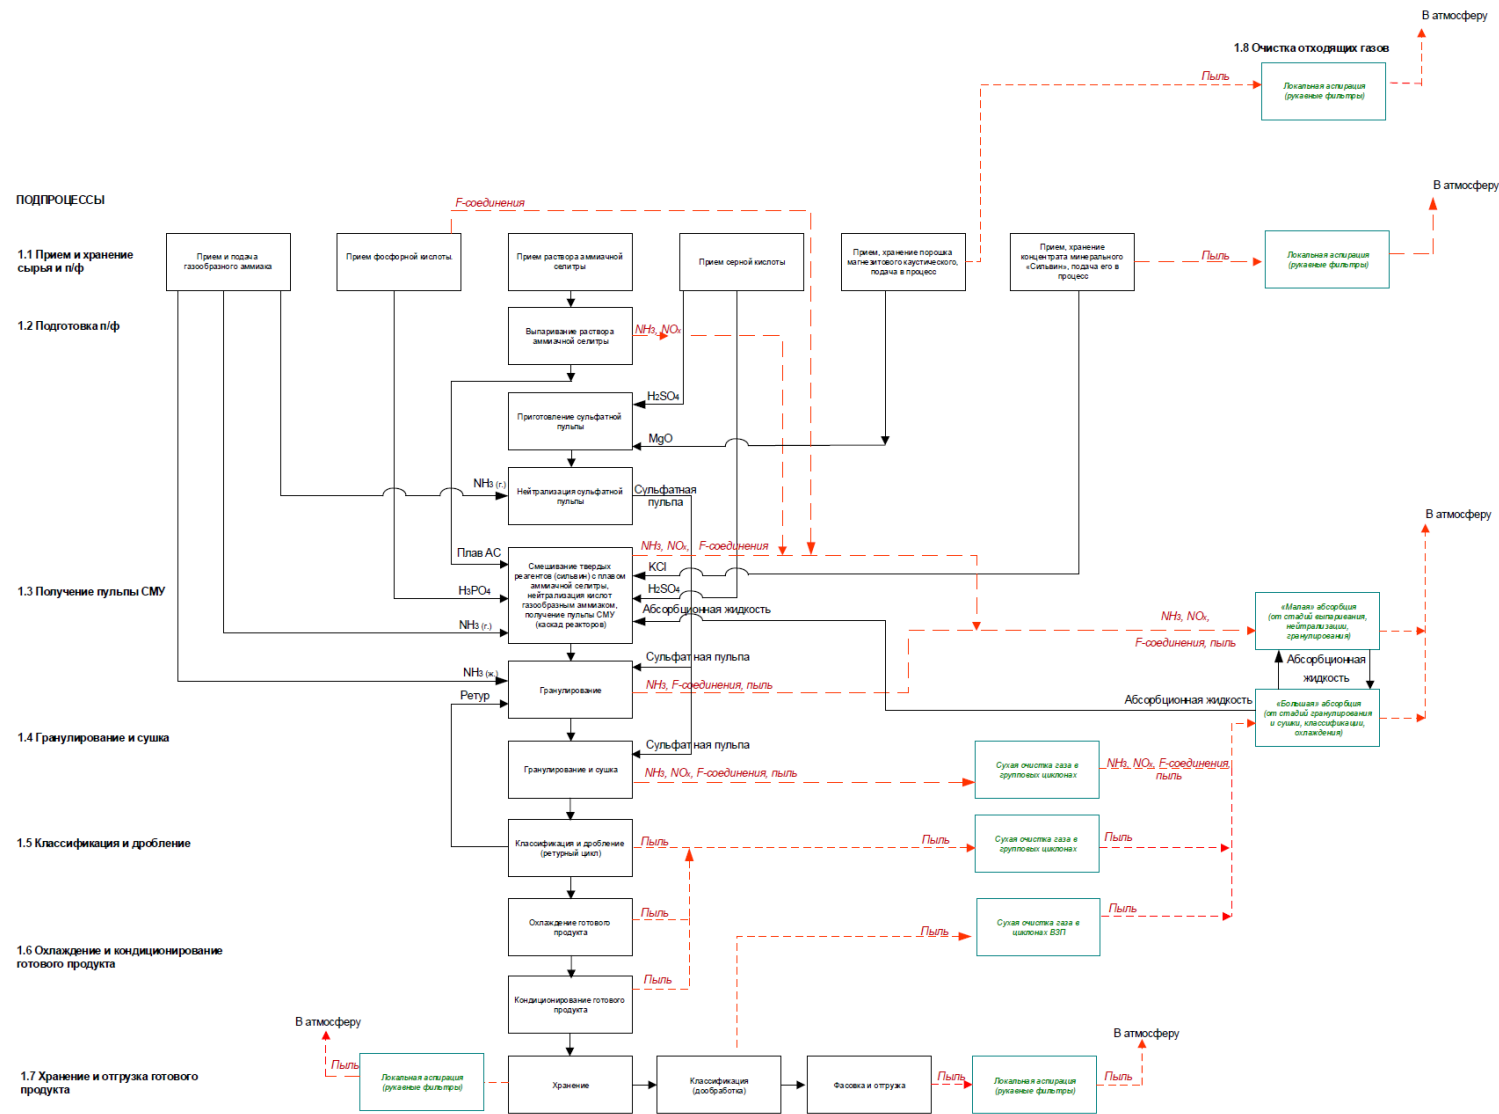 В атмосферу
1.8 Очистка отходящих газов
Пыль
Локальная аспирация
(рукавные фильтры)
В атмосферу
ПОДПРОЦЕССЫ
F-соединения
1.1 Прием и хранение
сырья и п/ф
Прием и подача
газообразного аммиака
Прием фосфорной кислоты.
Прием раствора аммиачной
селитры
Прием серной кислоты
Прием, хранение порошка
магнезитового каустического,
подача в процесс
Прием, хранение
концентрата минерального
«Сильвин», подача его в
процесс
Пыль
Локальная аспирация
(рукавные фильтры)
1.2 Подготовка п/ф
Выпаривание раствора
аммиачной селитры
NH3, NOx
H2SO4
Приготовление сульфатной
пульпы
MgO
NH3 (г.)
Нейтрализация сульфатной
пульпы
Сульфатная
пульпа
В атмосферу
Плав АС
NH3, NOx, F-соединения
1.3 Получение пульпы СМУ
Смешивание твердых
реагентов (сильвин) с плавом
аммиачной селитры,
нейтрализация кислот
газообразным аммиаком,
получение пульпы СМУ
(каскад реакторов)
KCl
H3PO4
H2SO4
Абсорбционная жидкость
NH3 (г.)
NH3, NOx,
F-соединения, пыль
«Малая» абсорбция
(от стадий выпаривания,
нейтрализации,
гранулирования)
Сульфатная пульпа
Абсорбционная
жидкость
NH3 (ж.)
Гранулирование
NH3, F-соединения, пыль
Ретур
Абсорбционная жидкость
«Большая» абсорбция
(от стадий гранулирования
и сушки, классификации,
охлаждения)
1.4 Гранулирование и сушка
Сульфатная пульпа
Гранулирование и сушка
NH3, NOx, F-соединения, пыль
Сухая очистка газа в
групповых циклонах
NH3, NOx, F-соединения,
пыль
1.5 Классификация и дробление
Классификация и дробление
(ретурный цикл)
Пыль
Пыль
Сухая очистка газа в
групповых циклонах
Пыль
Охлаждение готового
продукта
Пыль
Пыль
Сухая очистка газа в
циклонах ВЗП
Пыль
1.6 Охлаждение и кондиционирование
готового продукта
Пыль
Кондиционирование готового
продукта
В атмосферу
В атмосферу
1.7 Хранение и отгрузка готового
продукта
Пыль
Локальная аспирация
(рукавные фильтры)
Хранение
Классификация
(дообработка)
Фасовка и отгрузка
Пыль
Локальная аспирация
(рукавные фильтры)
Пыль